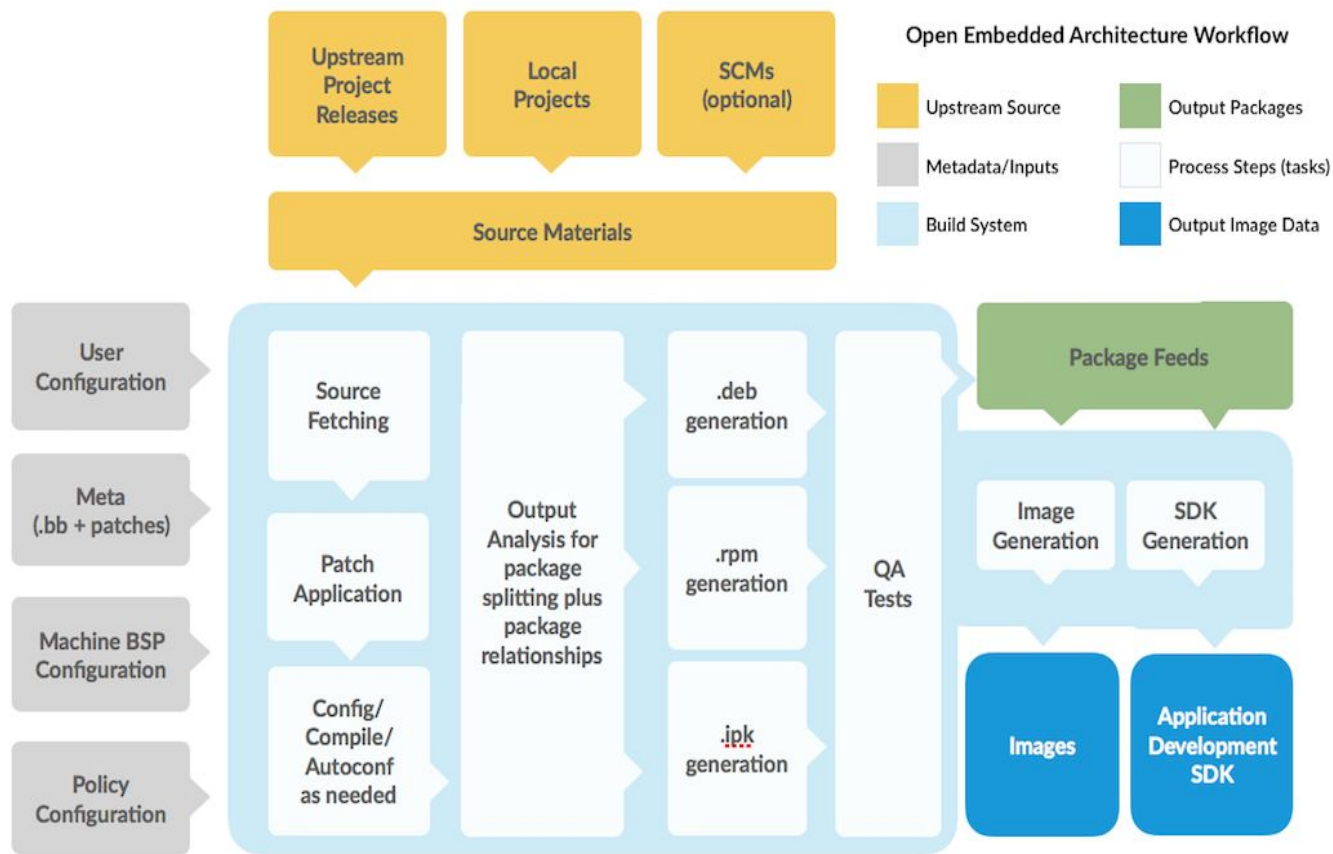 Upstream
Project
Releases
Local
Projects
SCMs
(optional)
Open Embedded Architecture Workflow
Upstream Source
Output Packages
Metadata/Inputs
Process Steps (tasks)
Build System
Output Image Data
Source Materials
User
Configuration
Meta
(.bb + patches)
Machine BSP
Configuration
Policy
Configuration
Source
Fetching
Patch
Application
Config/
Compile/
Autoconf
as needed
Output
Analysis for
package
splitting plus
package
relationships
.deb
generation
.rpm
generation
.ipk
generation
QA
Tests
Package Feeds
Image
Generation
SDK
Generation
Images
Application
Development
SDK